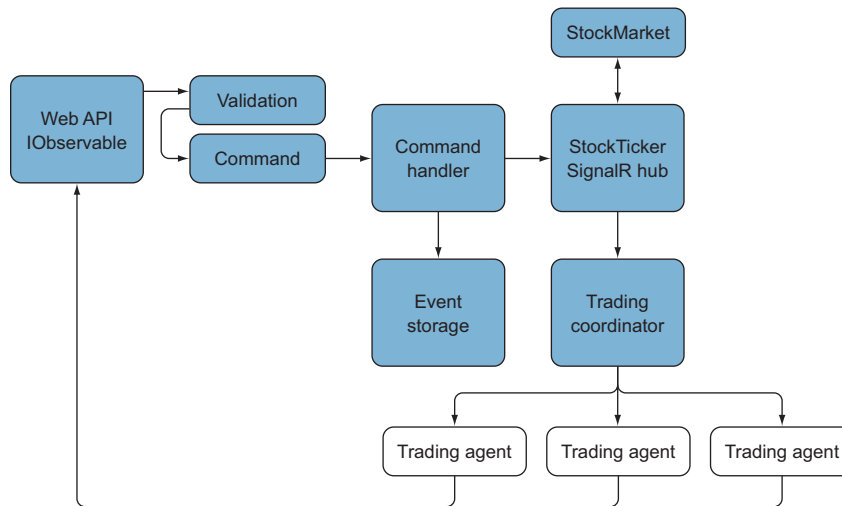 StockMarket
Web API
IObservable
Validation
Command
Command
handler
StockTicker
SignalR hub
Event
storage
Trading
coordinator
Trading agent
Trading agent
Trading agent